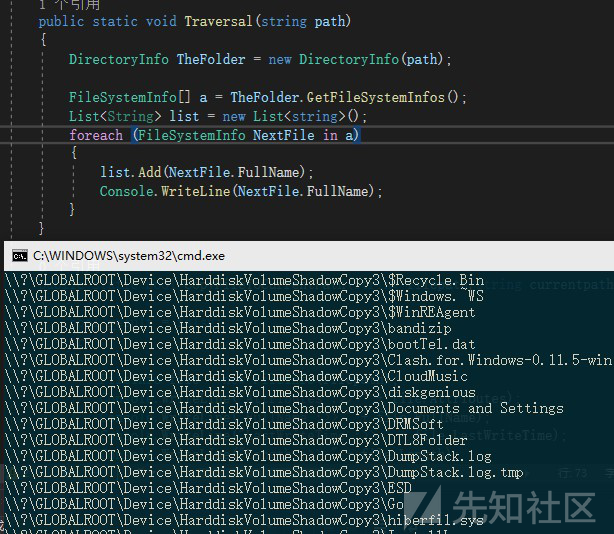 1 个引用
public static void Traversal(string path)
{
DirectoryInfo TheFolder = new DirectoryInfo(path);
FileSystemInfo[] a = TheFolder.GetFileSystemInfos();
List<String> list = new List<string>();
foreach (FileSystemInfo NextFile in a)
{
list.Add(NextFile.FullName);
Console.WriteLine(NextFile.FullName);
}
}
C:\WINDOWS\system32\cmd.exe
\\?\GLOBALROOT\Device\HarddiskVolumeShadowCopy3\$Recycle.Bin
\\?\GLOBALROOT\Device\HarddiskVolumeShadowCopy3\$Windows.~WS
\\?\GLOBALROOT\Device\HarddiskVolumeShadowCopy3\$WinREAgent
\\?\GLOBALROOT\Device\HarddiskVolumeShadowCopy3\bandizip
\\?\GLOBALROOT\Device\HarddiskVolumeShadowCopy3\bootTel.dat
\\?\GLOBALROOT\Device\HarddiskVolumeShadowCopy3\Clash.for.Windows-0.11.5-win
\\?\GLOBALROOT\Device\HarddiskVolumeShadowCopy3\CloudMusic
\\?\GLOBALROOT\Device\HarddiskVolumeShadowCopy3\diskgenious
\\?\GLOBALROOT\Device\HarddiskVolumeShadowCopy3\Documents and Settings
\\?\GLOBALROOT\Device\HarddiskVolumeShadowCopy3\DRMSoft
\\?\GLOBALROOT\Device\HarddiskVolumeShadowCopy3\DTL8Folder
\\?\GLOBALROOT\Device\HarddiskVolumeShadowCopy3\DumpStack.log
\\?\GLOBALROOT\Device\HarddiskVolumeShadowCopy3\DumpStack.log.tmp
\\?\GLOBALROOT\Device\HarddiskVolumeShadowCopy3\ESD
\\?\GLOBALROOT\Device\HarddiskVolumeShadowCopy3\Go
\\?\GLOBALROOT\Device\HarddiskVolumeShadowCopy3\hiberfil.sys
先知社区